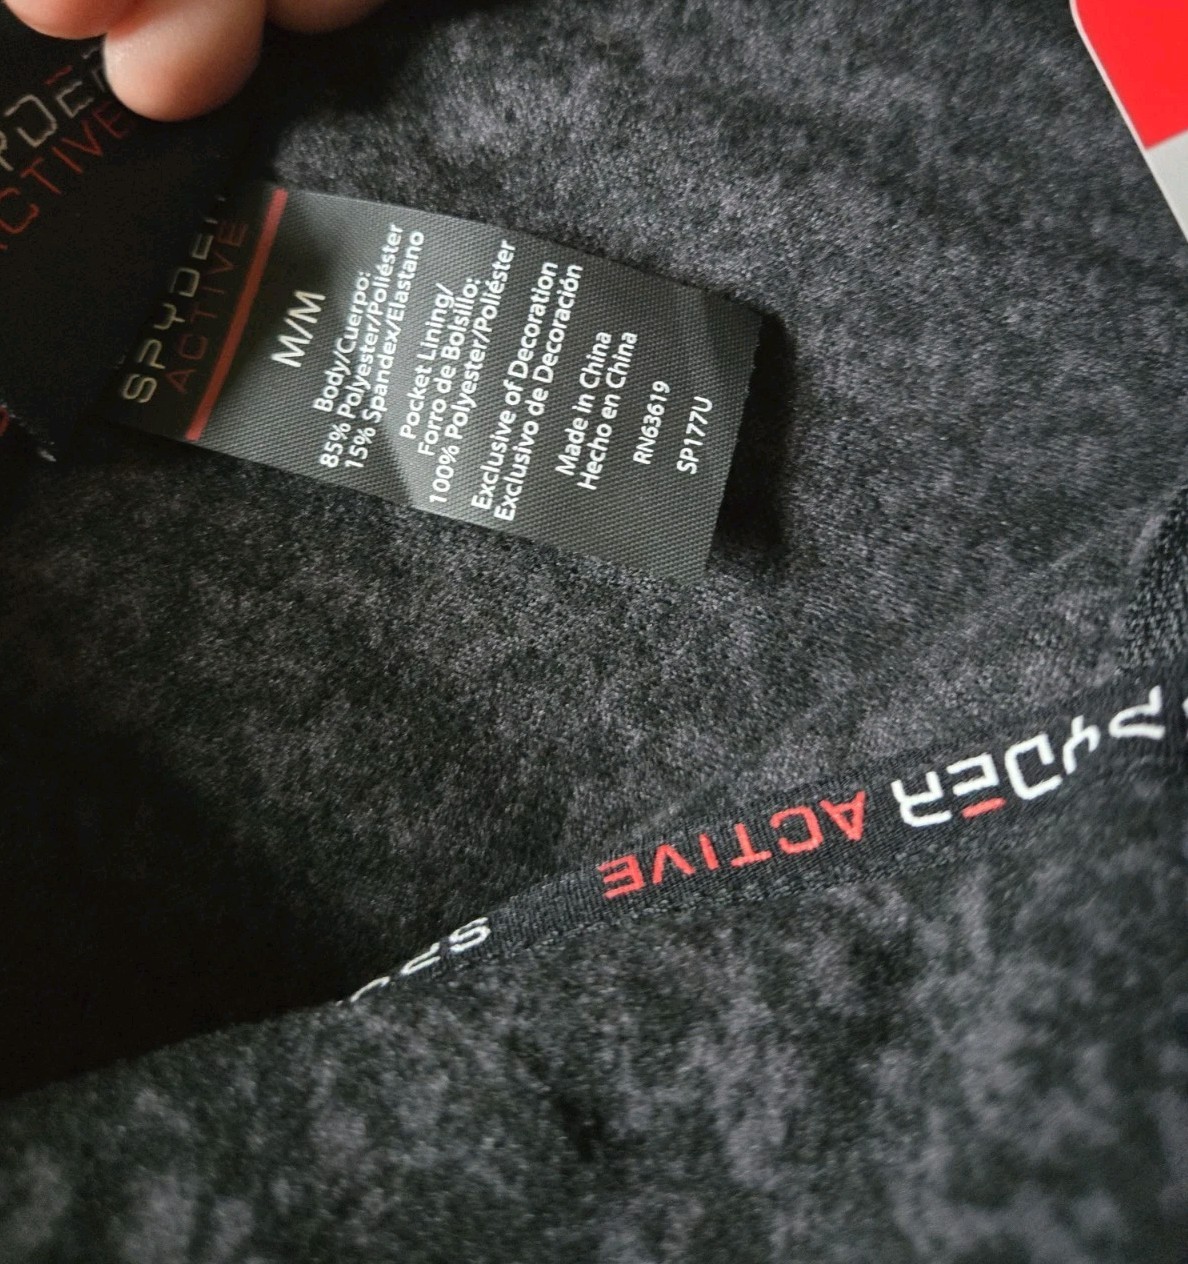 SPYDER
ACTIVE
M/M
Body/Cuerpo:
85% Polyester/Poliéster
15% Spandex/Elastano
Pocket Lining/
Forro de Bolsillo:
100% Polyester/Poliéster
Exclusive of Decoration
Exclusivo de Decoración
Made in China
Hecho en China
RN63619
SP177U
SPYDER ACTIVE